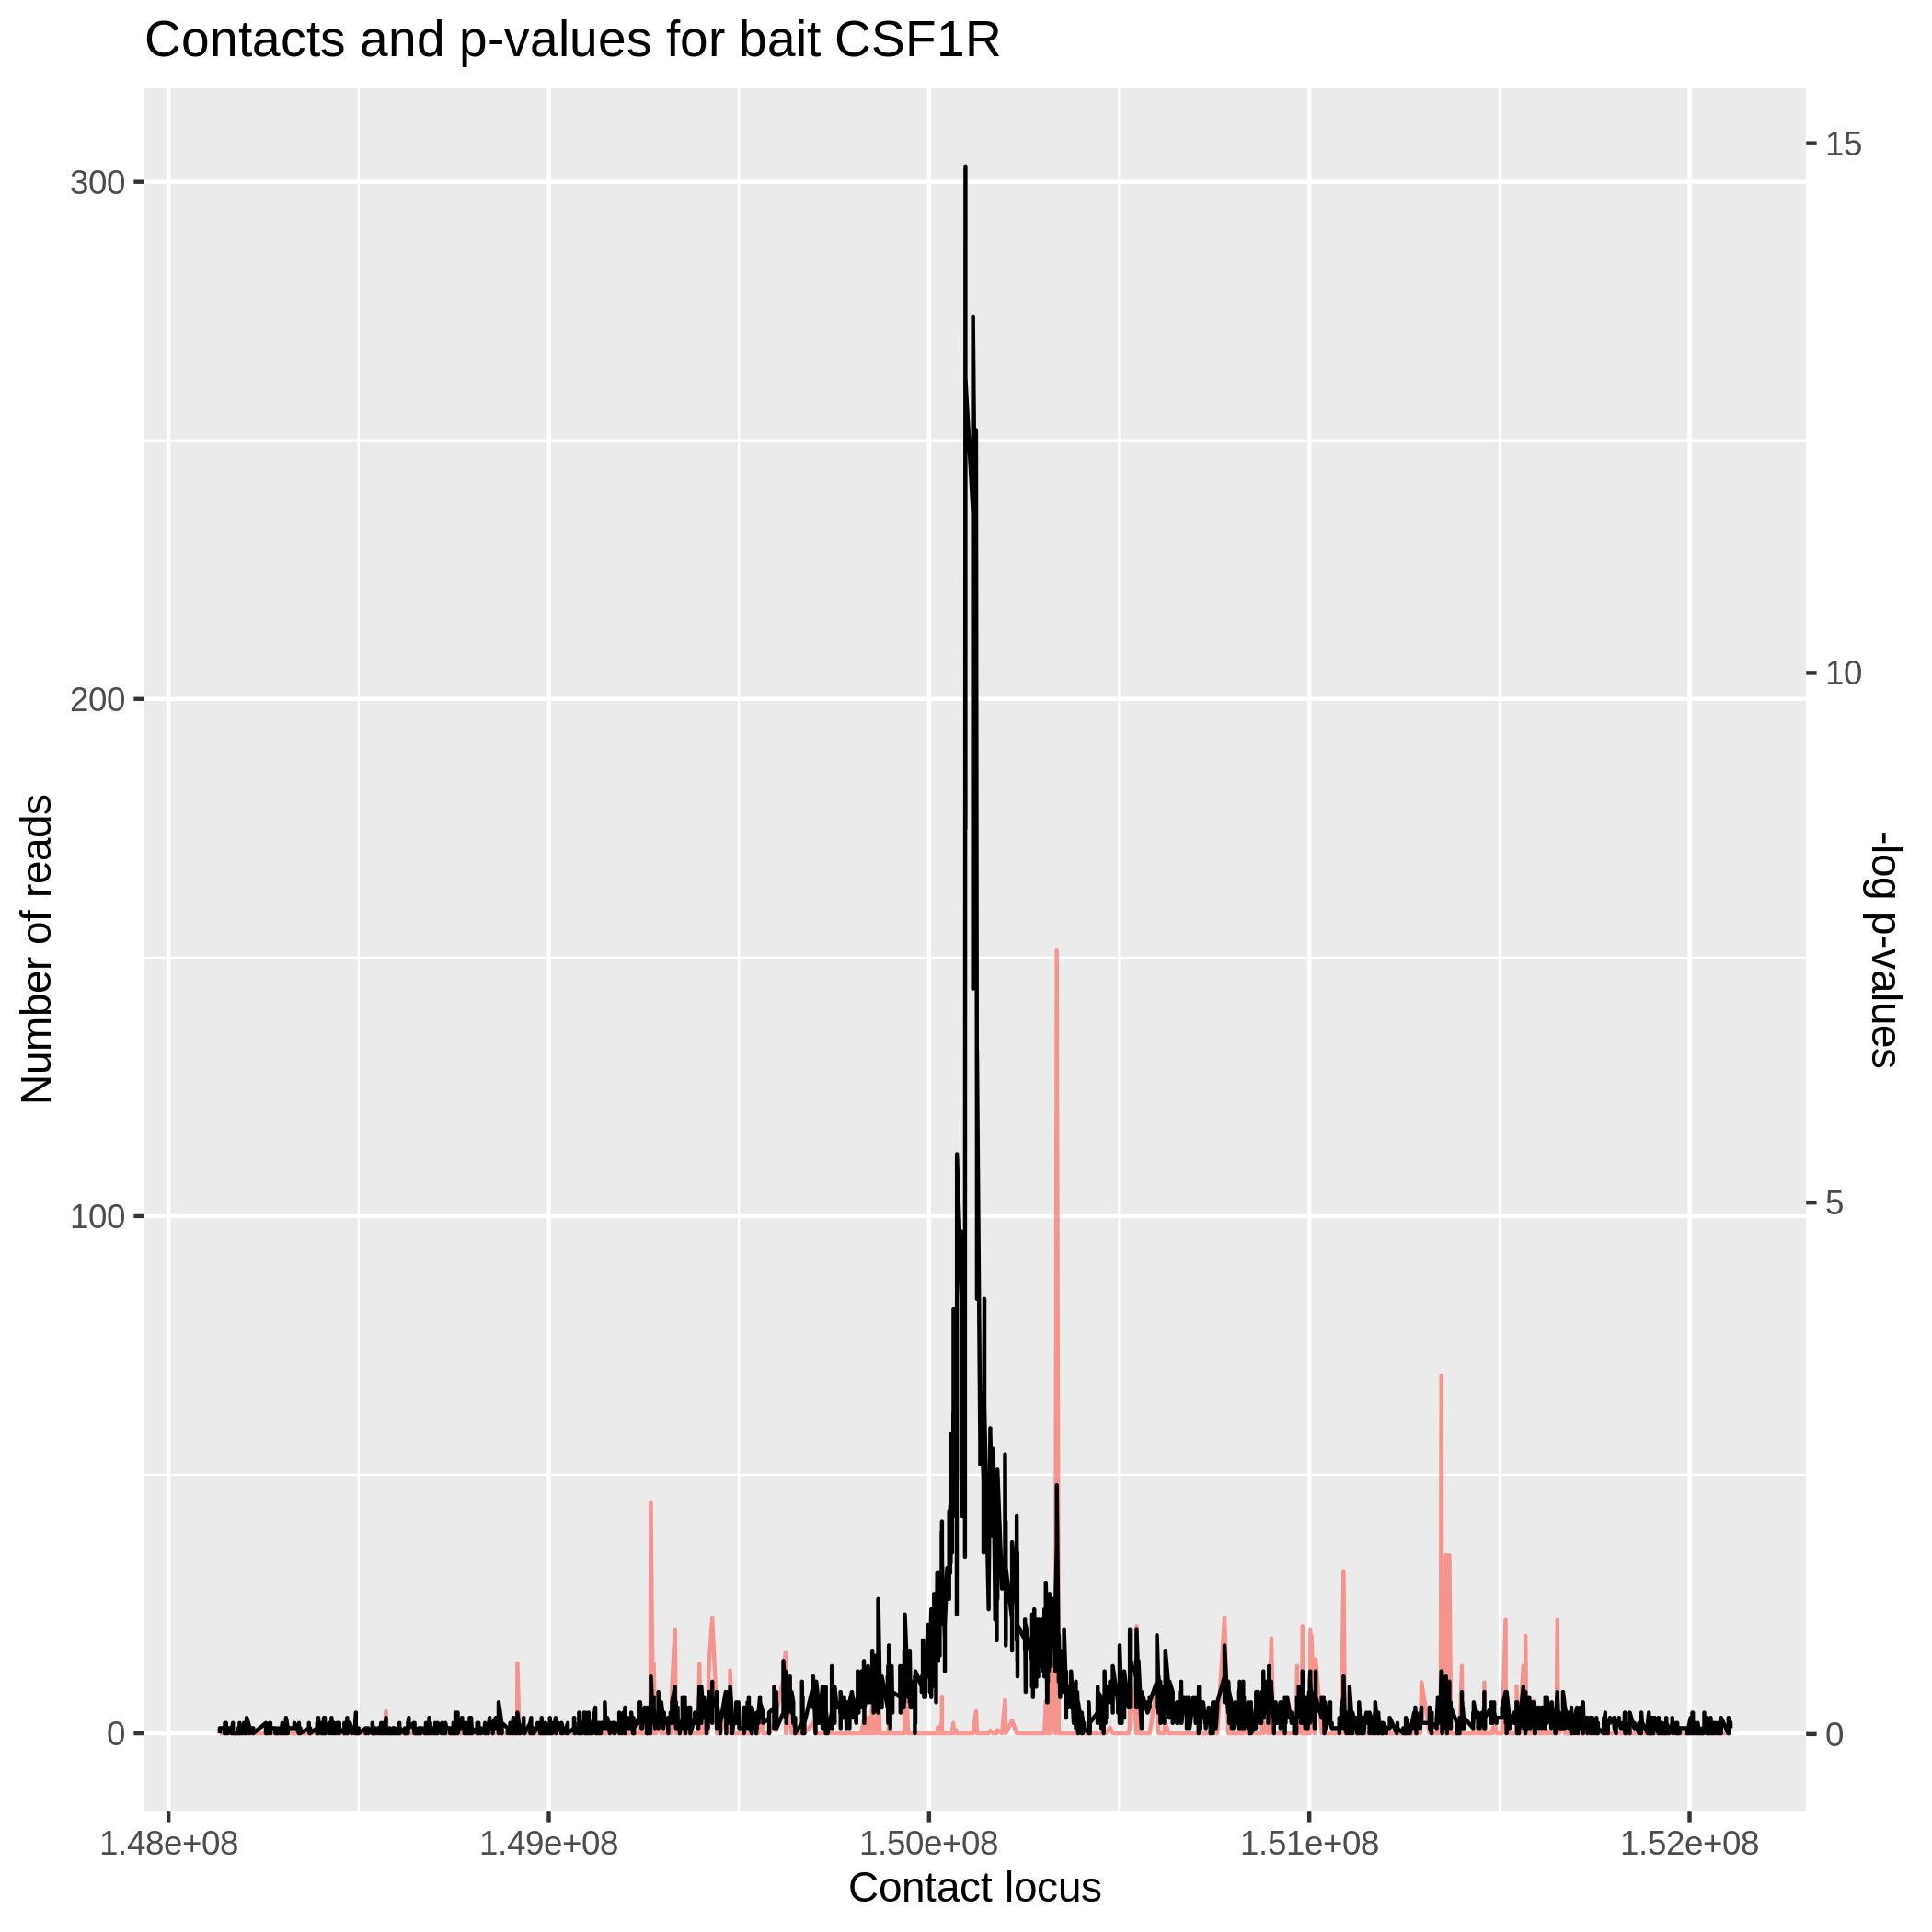 Contacts and p-values for bait CSF1R
300
200
100
0
Number of reads
15
10
5
0
-log p-values
1.48e+08 1.49e+08 1.50e+08 1.51e+08 1.52e+08
Contact locus